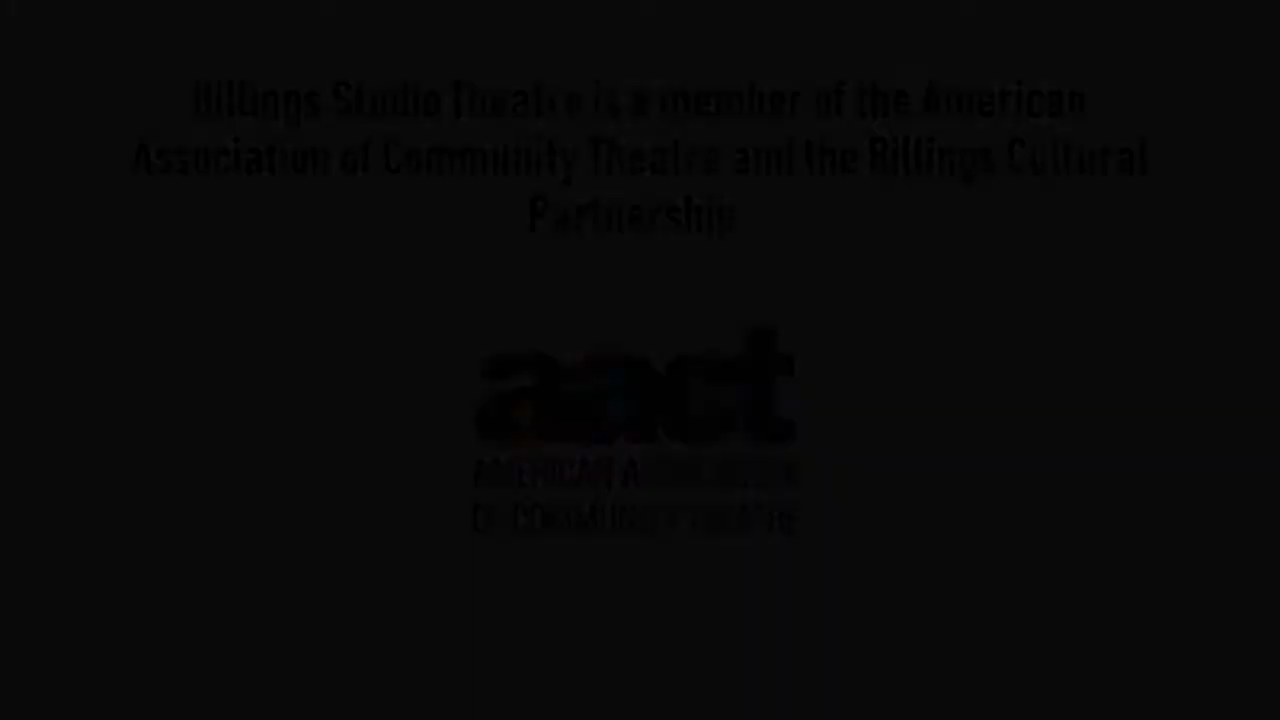 Billings Studio Theatre is a member of the American
Association of Community Theatre and the Billings Cultural
Partnership
aact
AMERICAN ASSOCIATION
OF COMMUNITY THEATRE